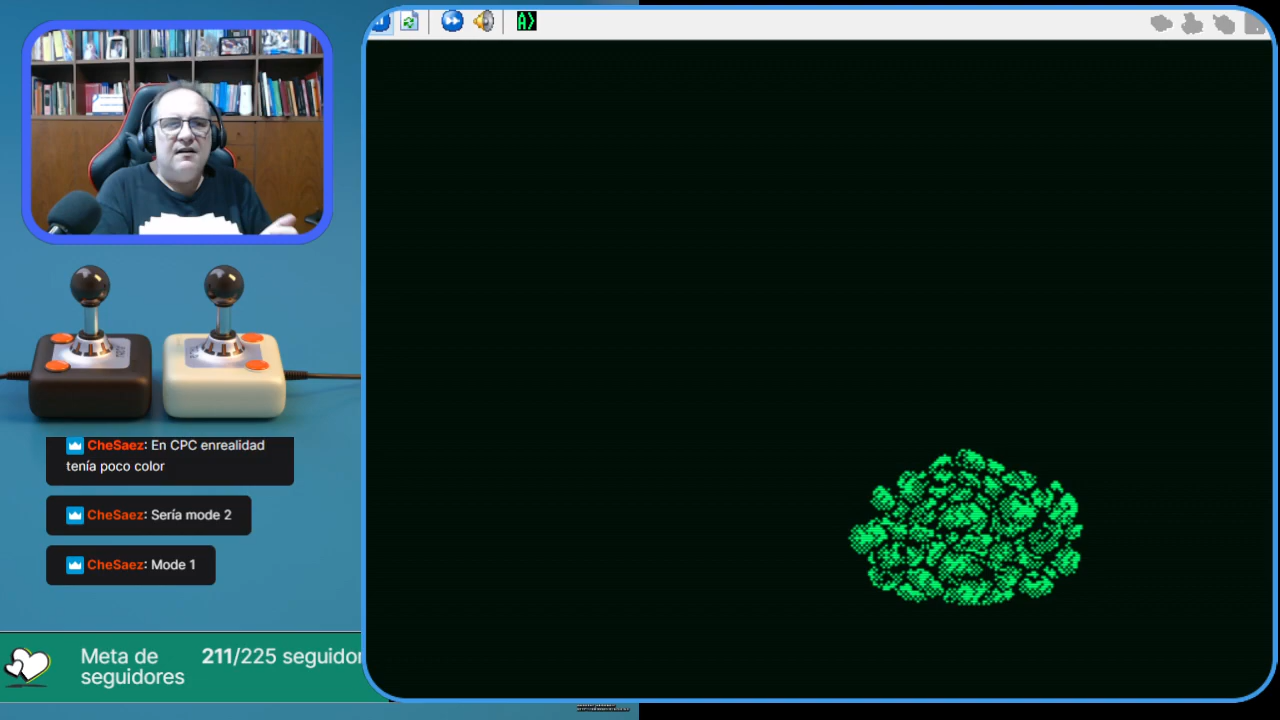 A>
CheSaez: En CPC enrealidad
tenía poco color
CheSaez: Sería mode 2
CheSaez: Mode 1
Meta de
seguidores
211/225 seguidor